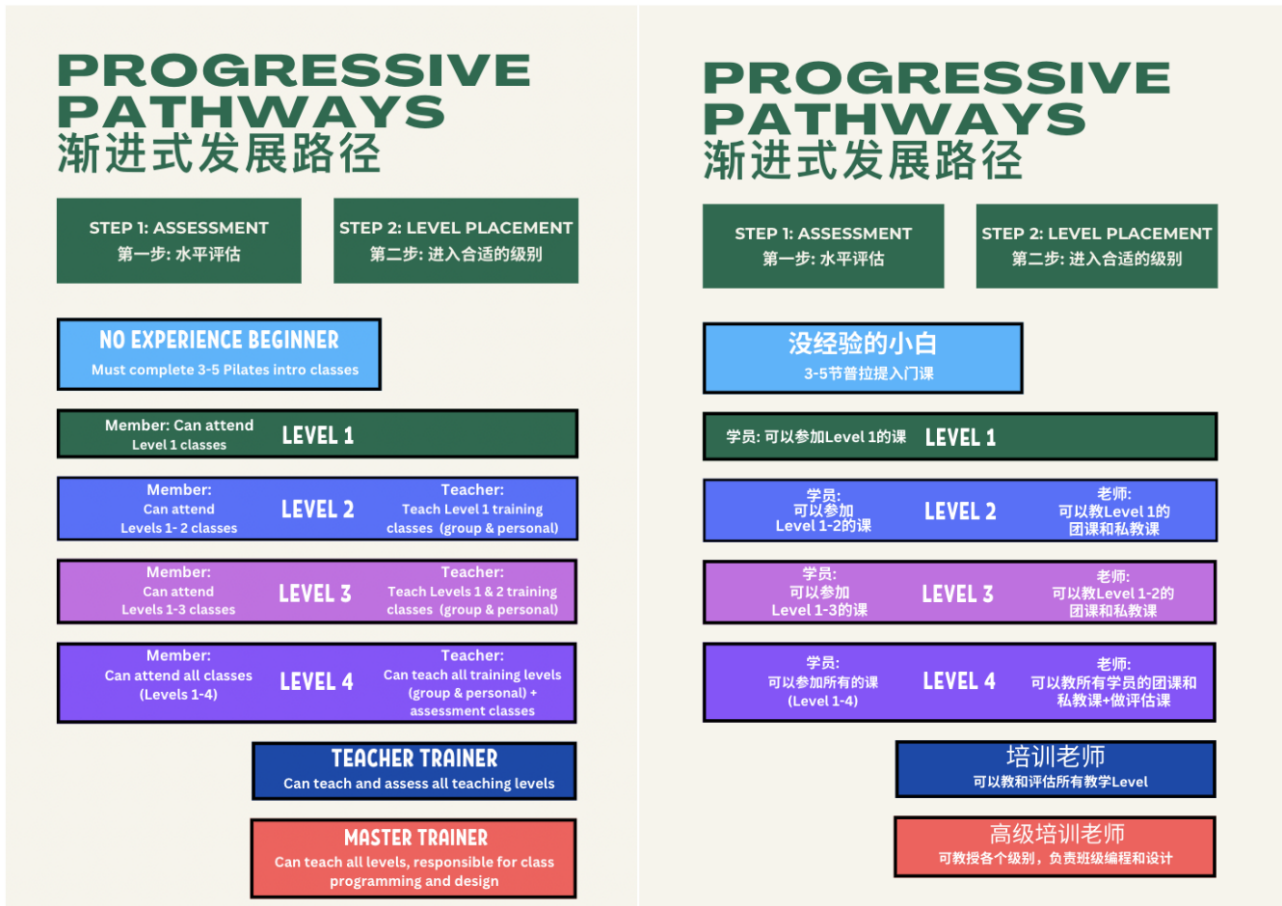 PROGRESSIVE
PATHWAYS
渐进式发展路径
STEP 1: ASSESSMENT
第一步: 水平评估
STEP 2: LEVEL PLACEMENT
第二步: 进入合适的级别
NO EXPERIENCE BEGINNER
Must complete 3-5 Pilates intro classes
Member: Can attend
Level 1 classes
LEVEL 1
Member:
Can attend
Levels 1- 2 classes
LEVEL 2
Teacher:
Teach Level 1 training
classes (group & personal)
Member:
Can attend
Levels 1-3 classes
LEVEL 3
Teacher:
Teach Levels 1 & 2 training
classes (group & personal)
Member:
Can attend all classes
(Levels 1-4)
LEVEL 4
Teacher:
Can teach all training levels
(group & personal) +
assessment classes
TEACHER TRAINER
Can teach and assess all teaching levels
MASTER TRAINER
Can teach all levels, responsible for class
programming and design
PROGRESSIVE
PATHWAYS
渐进式发展路径
STEP 1: ASSESSMENT
第一步: 水平评估
STEP 2: LEVEL PLACEMENT
第二步: 进入合适的级别
没经验的小白
3-5节普拉提入门课
学员: 可以参加Level 1的课
LEVEL 1
学员:
可以参加
Level 1-2的课
LEVEL 2
老师:
可以教Level 1的
团课和私教课
学员:
可以参加
Level 1-3的课
LEVEL 3
老师:
可以教Level 1-2的
团课和私教课
学员:
可以参加所有的课
(Level 1-4)
LEVEL 4
老师:
可以教所有学员的团课和
私教课+做评估课
培训老师
可以教和评估所有教学Level
高级培训老师
可教授各个级别，负责班级编程和设计